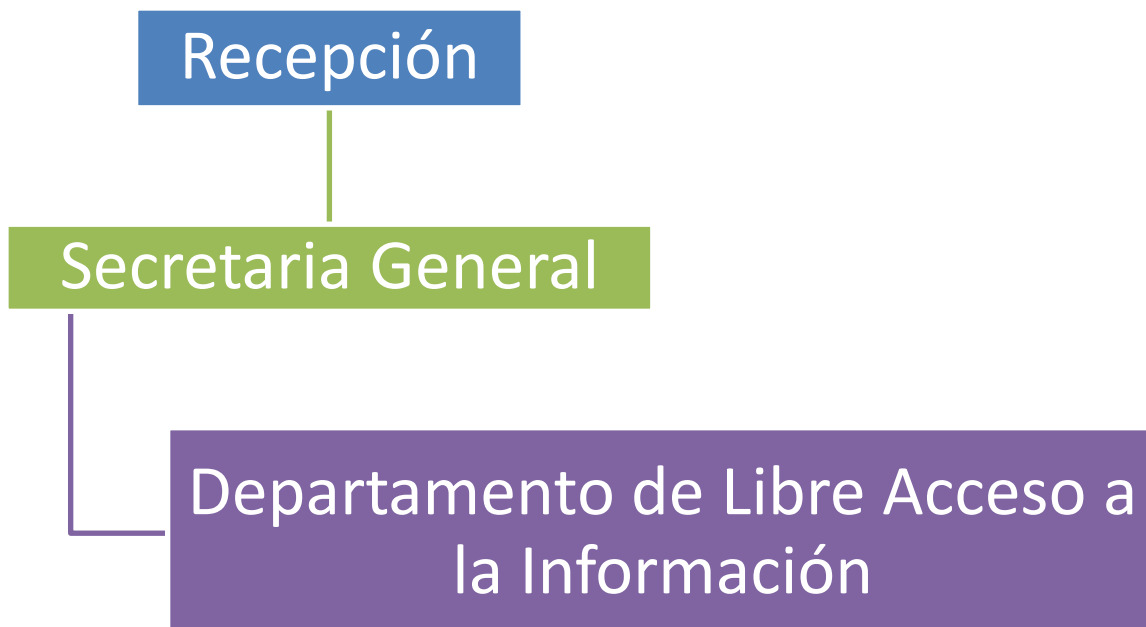 Recepción
Secretaria General
Departamento de Libre Acceso a
la Información